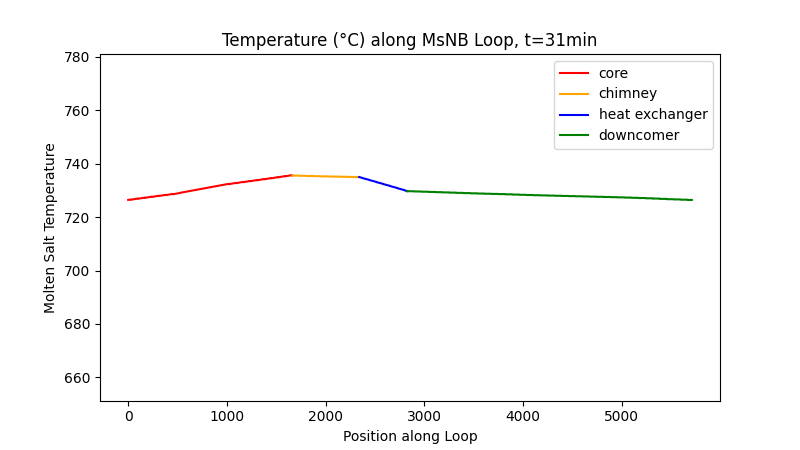 Temperature (°C) along MsNB Loop, t=31min
780
760
740
720
700
680
660
Molten Salt Temperature
core
chimney
heat exchanger
downcomer
0 1000 2000 3000 4000 5000
Position along Loop